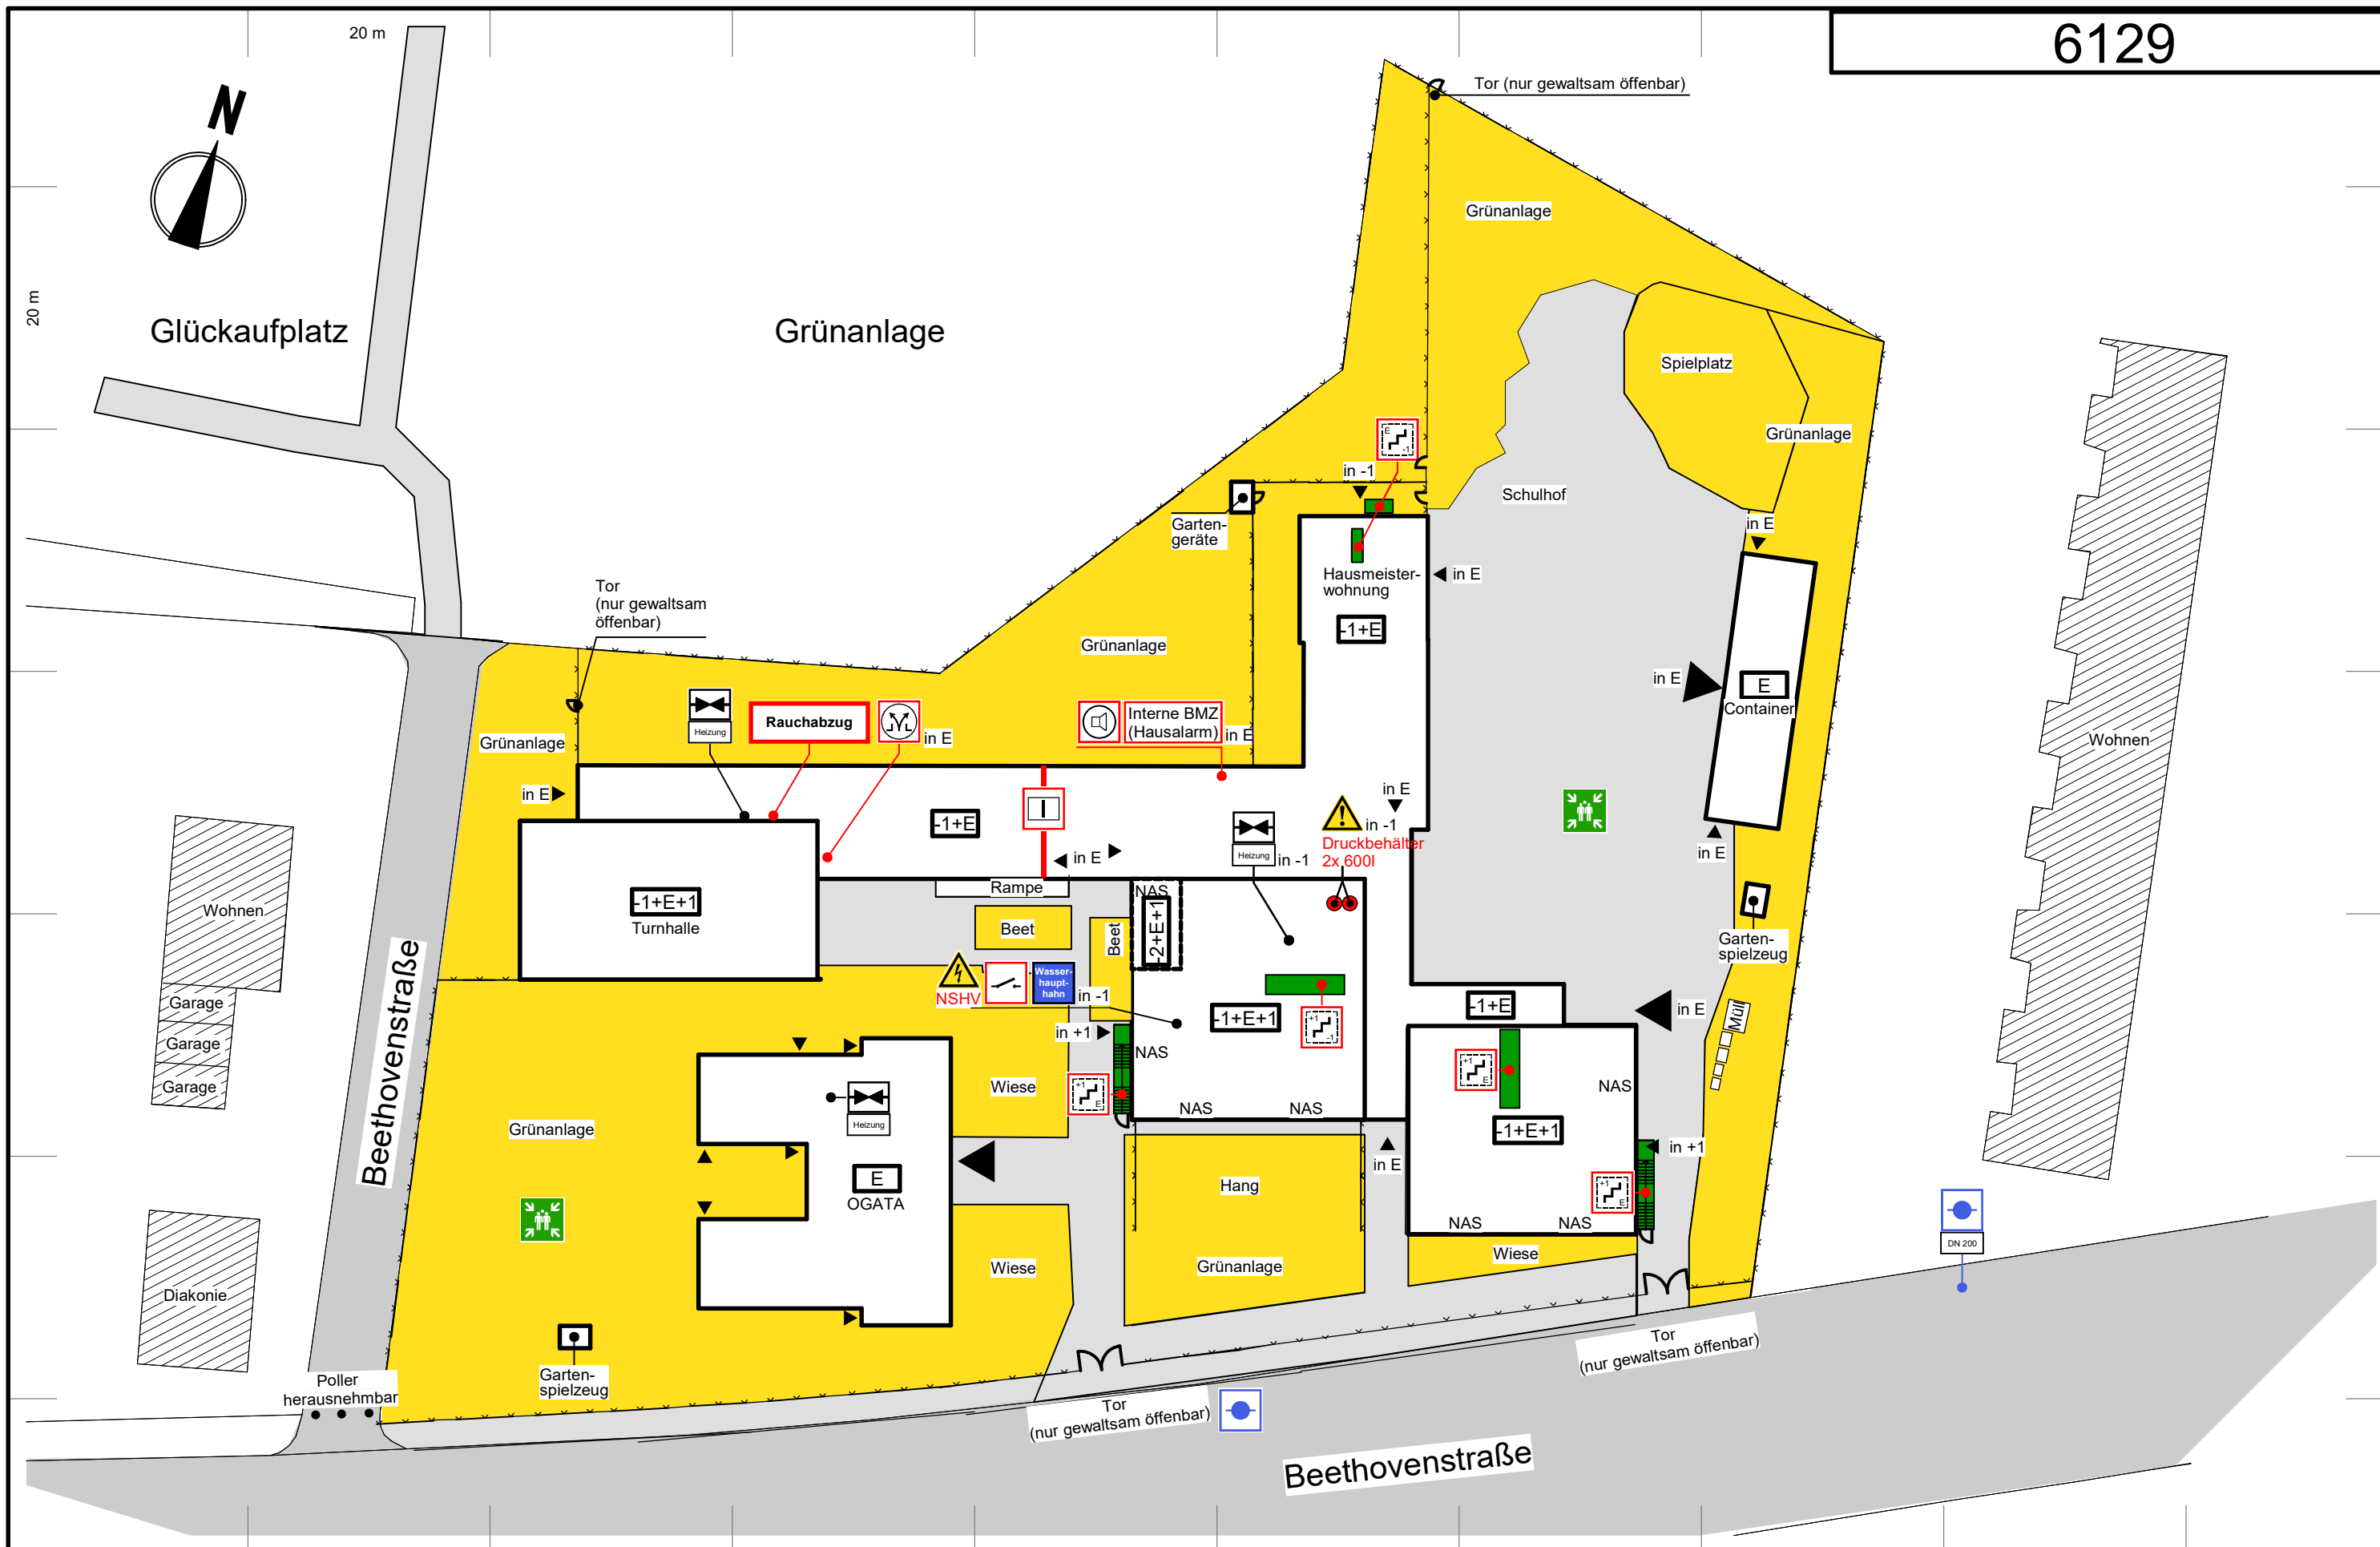 20 m
6129
N
20 m
Tor (nur gewaltsam öffenbar)
Grünanlage
Glückaufplatz
Grünanlage
Spielplatz
Grünanlage
E
-1
in -1
Schulhof
Garten-
geräte
in E
Hausmeister-
wohnung
in E
-1+E
Tor
(nur gewaltsam
öffenbar)
Grünanlage
in E
E
Container
Heizung
Rauchabzug
in E
Interne BMZ
(Hausalarm)
in E
Grünanlage
Wohnen
in E
in E
-1+E
in -1
Druckbehälter
2x 600l
Heizung
in -1
in E
in E
Rampe
NAS
-2+E+1
-1+E+1
Turnhalle
Wohnen
Beet
Beet
Garten-
spielzeug
NSHV
Wasser-
haupt-
hahn
in -1
Garage
Garage
Garage
Beethovenstraße
-1+E+1
+1
-1
-1+E
in E
Müll
in +1
NAS
+1
E
Wiese
+1
E
NAS
NAS
NAS
Heizung
Grünanlage
-1+E+1
in +1
in E
E
OGATA
Hang
+1
E
NAS
NAS
Wiese
Grünanlage
Wiese
DN 200
Diakonie
Poller
herausnehmbar
Garten-
spielzeug
Tor
(nur gewaltsam öffenbar)
Tor
(nur gewaltsam öffenbar)
Beethovenstraße